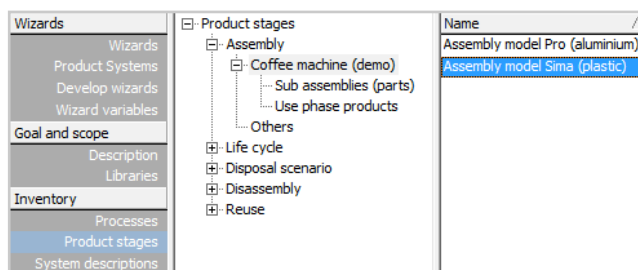 Wizards
Wizards
Product Systems
Develop wizards
Wizard variables
Goal and scope
Description
Libraries
Inventory
Processes
Product stages
System descriptions
Product stages
Assembly
Coffee machine (demo)
Sub assemblies (parts)
Use phase products
Others
Life cycle
Disposal scenario
Disassembly
Reuse
Name
Assembly model Pro (aluminium)
Assembly model Sima (plastic)